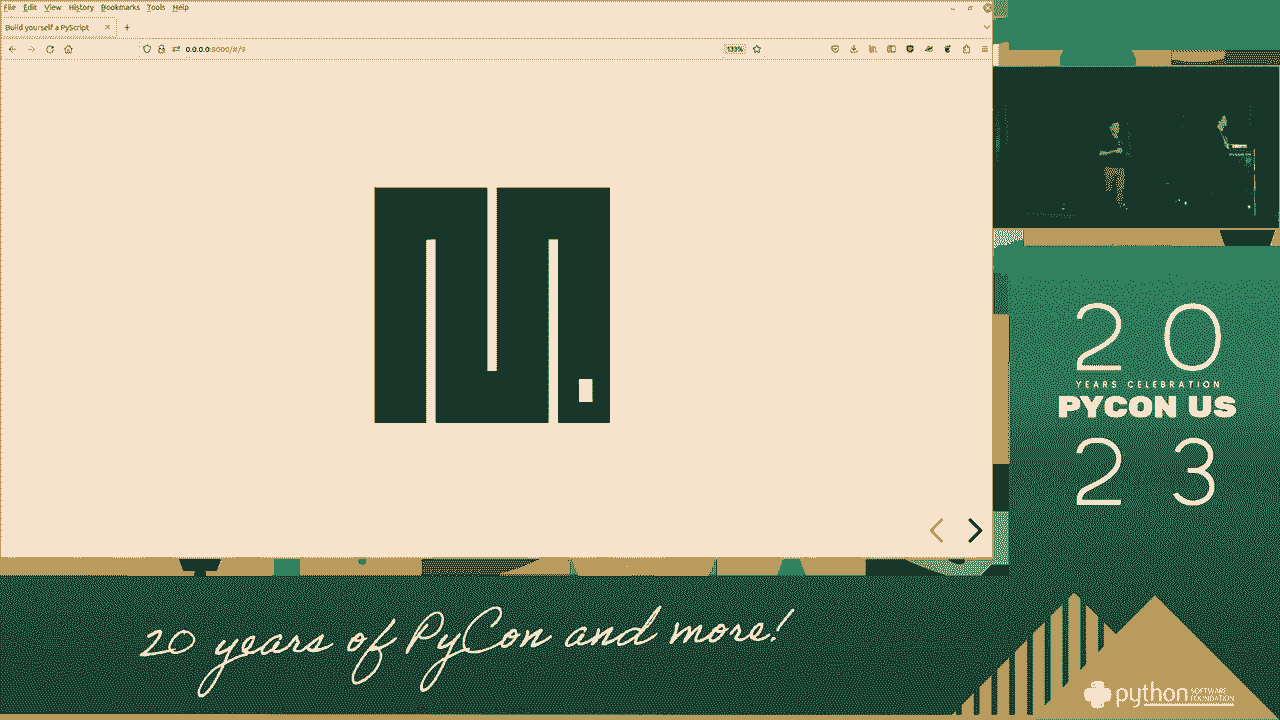 File Edit View History Bookmarks Tools Help
Build yourself a PyScript
0.0.0.0:8000/#/9
133%
20
YEARS CELEBRATION
PYCON US
23
20 years of PyCon and more!
python SOFTWARE FOUNDATION